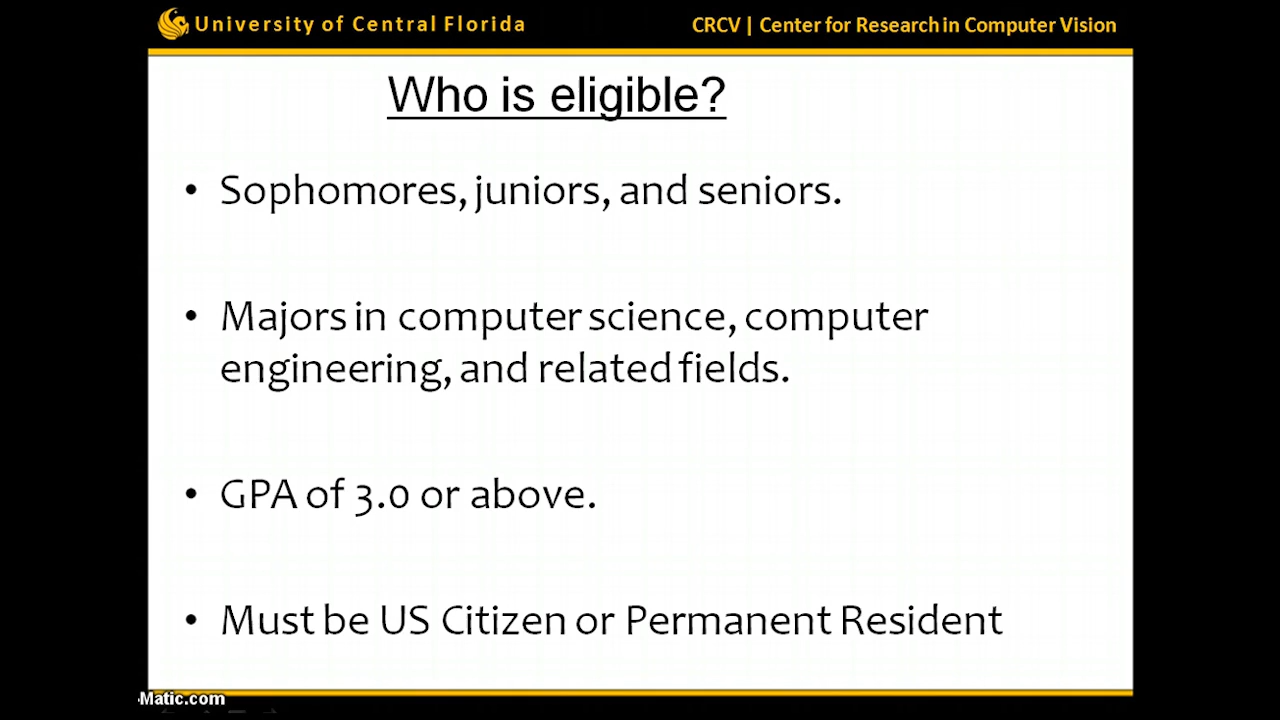 University of Central Florida
CRCV | Center for Research in Computer Vision
Who is eligible?
• Sophomores, juniors, and seniors.
• Majors in computer science, computer
engineering, and related fields.
• GPA of 3.0 or above.
• Must be US Citizen or Permanent Resident
-Matic.com